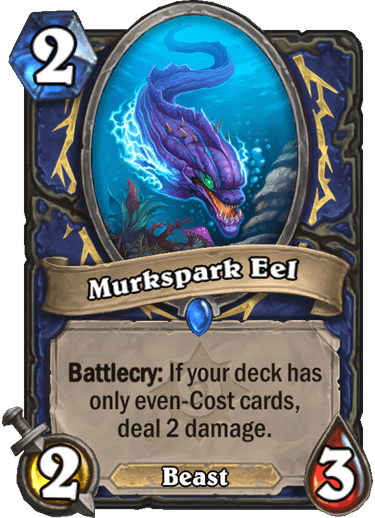 2
Murkspark Eel
Battlecry: If your deck has
only even-Cost cards,
deal 2 damage.
2
Beast
3